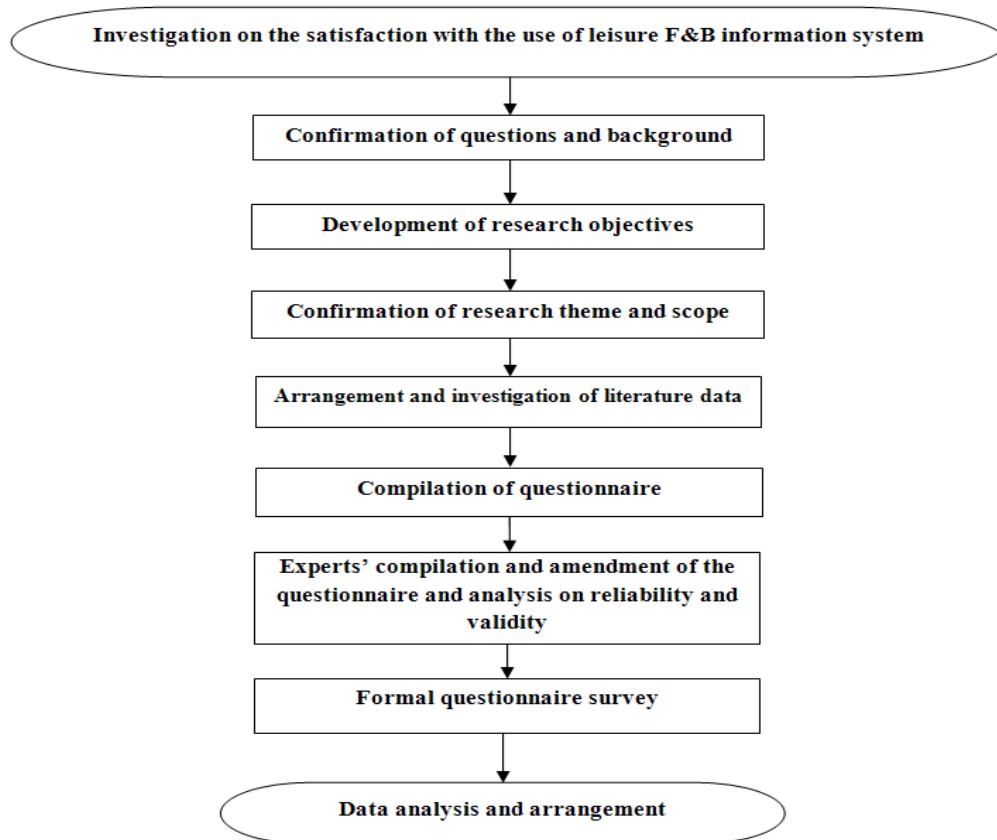 Investigation on the satisfaction with the use of leisure F&B information system
Confirmation of questions and background
Development of research objectives
Confirmation of research theme and scope
Arrangement and investigation of literature data
Compilation of questionnaire
Experts’ compilation and amendment of the
questionnaire and analysis on reliability and
validity
Formal questionnaire survey
Data analysis and arrangement